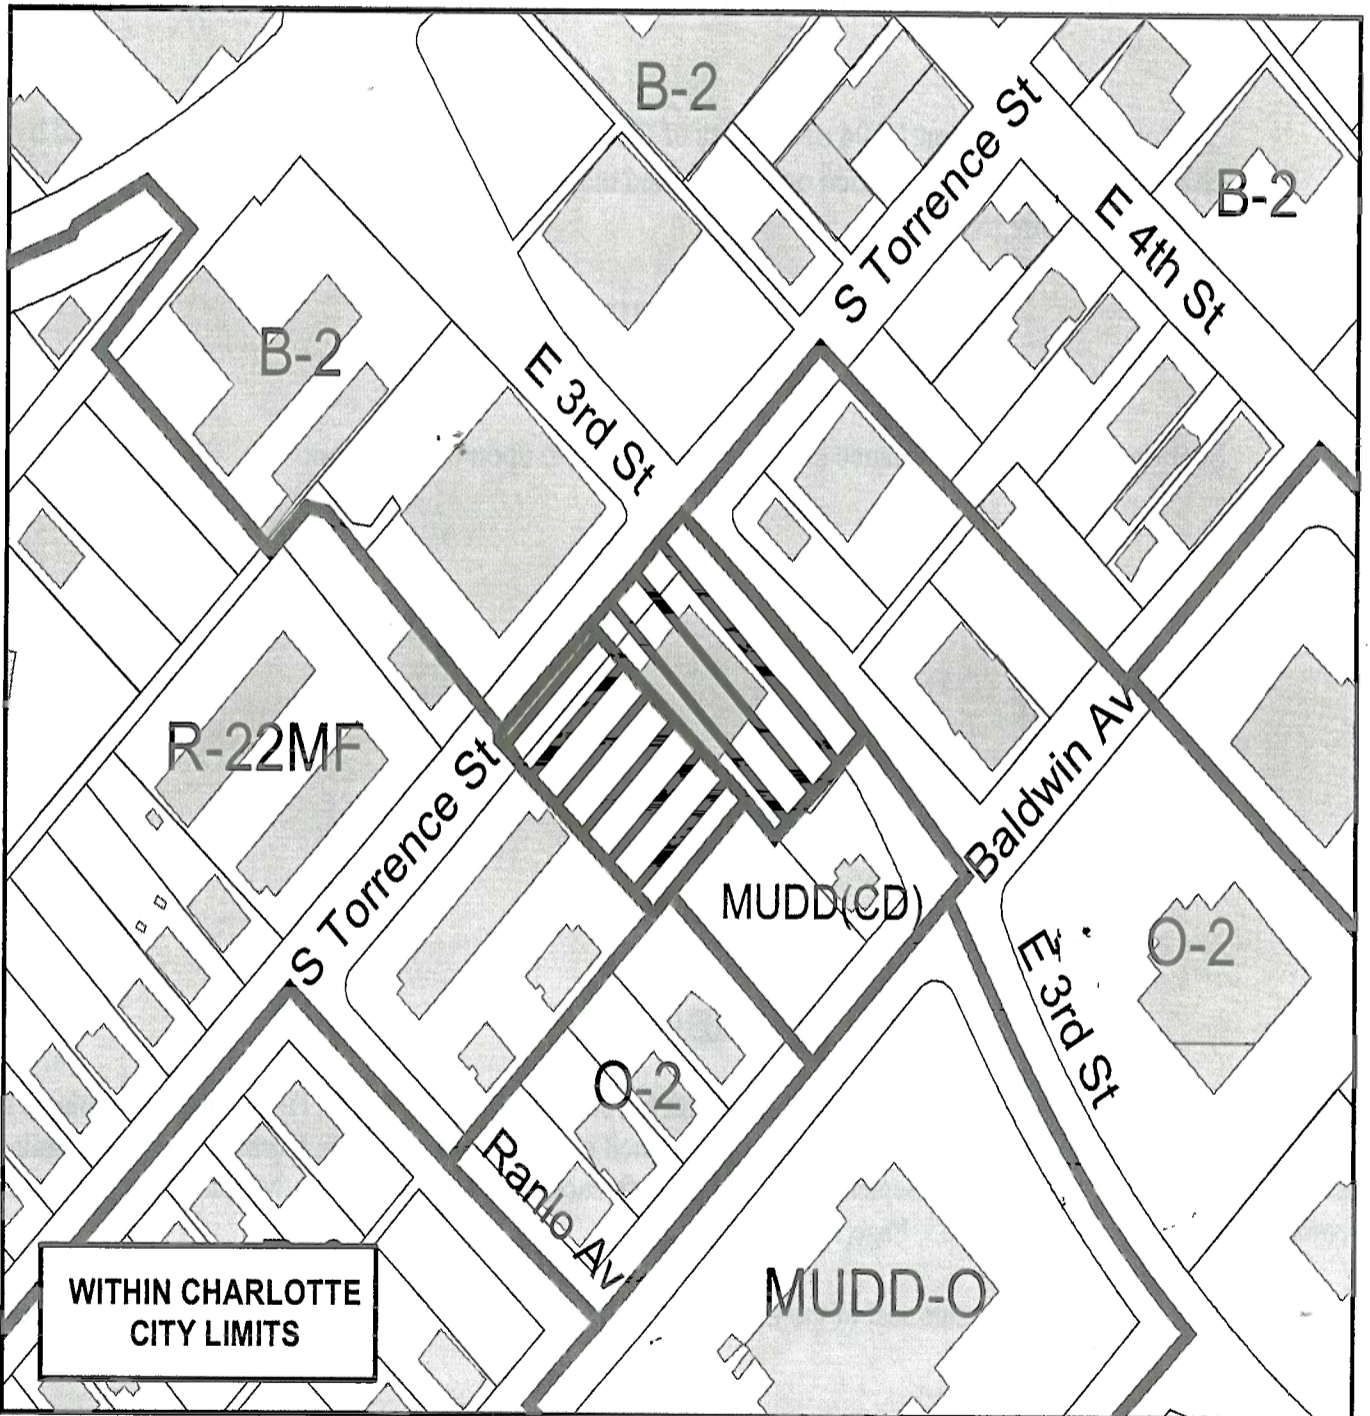 B-2
S Torrence St
B-2
E 4th St
B-2
E 3rd St
R-22MF
S Torrence St
Baldwin Av
MUDD(CD)
O-2
E 3rd St
O-2
Ranlo Av
MUDD-O
WITHIN CHARLOTTE
CITY LIMITS